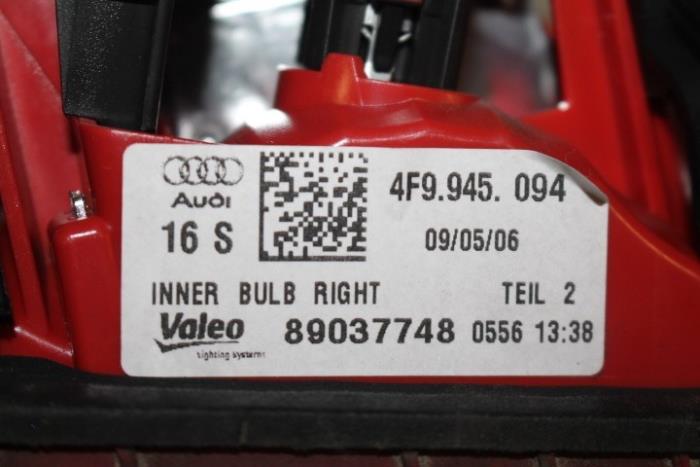 Audi 4F9.945. 094
16 S 09/05/06
INNER BULB RIGHT TEIL 2
Valeo 89037748 0556 13:38
lighting systems